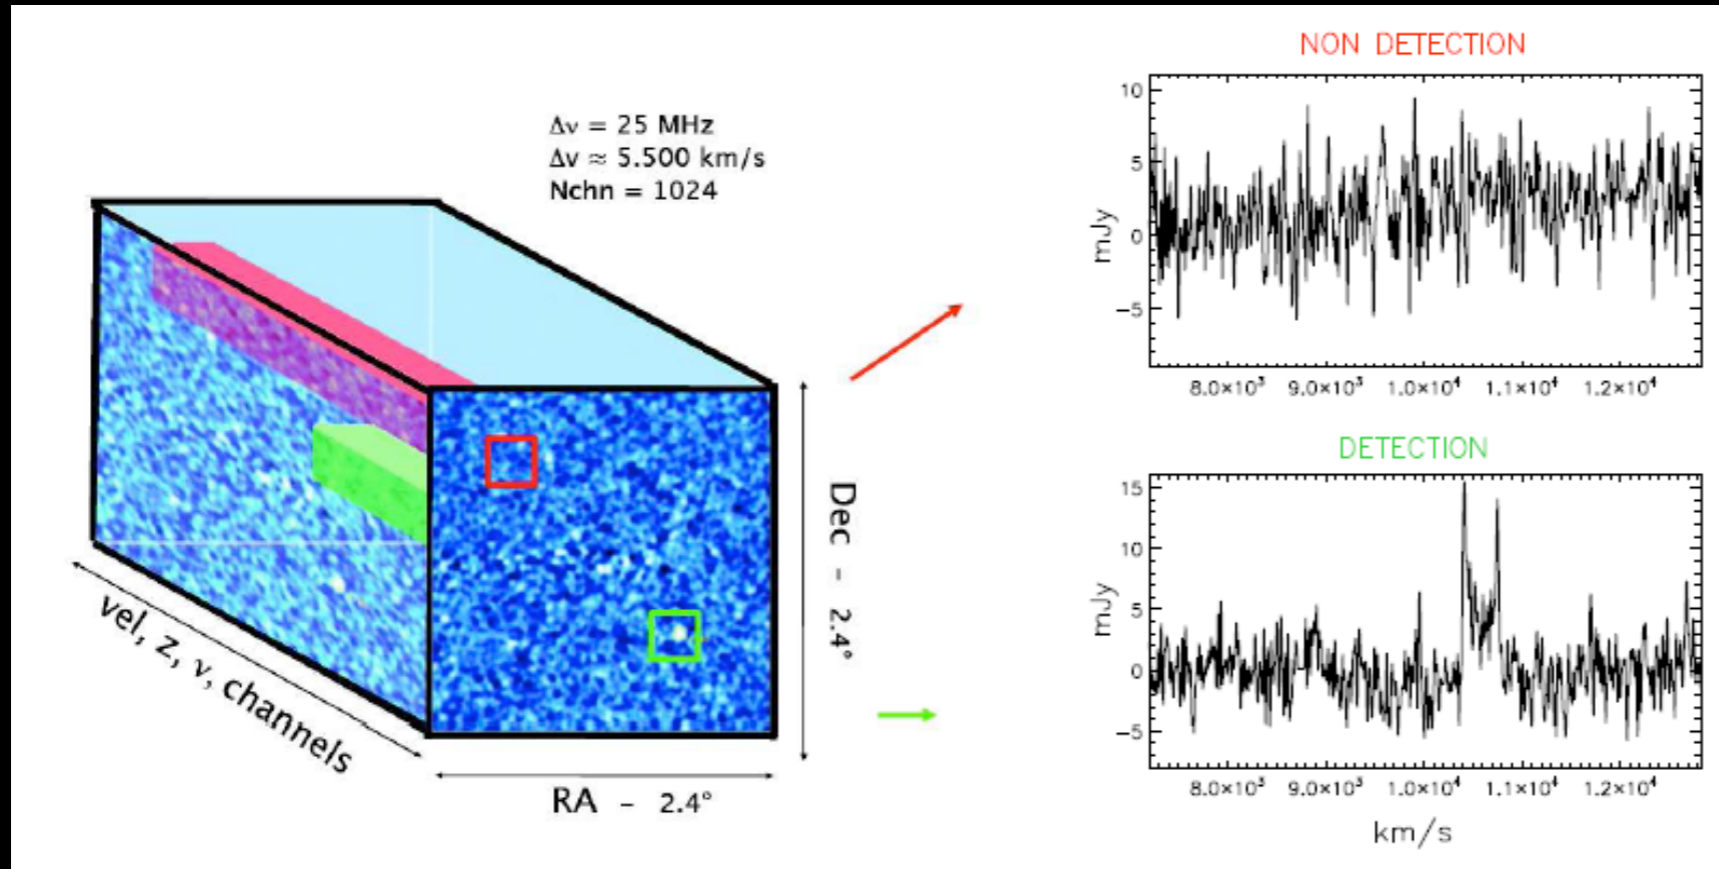 Δν = 25 MHz
Δv ≈ 5.500 km/s
Nchn = 1024
vel, z, ν, channels
RA - 2.4°
Dec - 2.4°
NON DETECTION
10
5
0
−5
mJy
8.0×10³ 9.0×10³ 1.0×10⁴ 1.1×10⁴ 1.2×10⁴
DETECTION
15
10
5
0
−5
mJy
8.0×10³ 9.0×10³ 1.0×10⁴ 1.1×10⁴ 1.2×10⁴
km/s